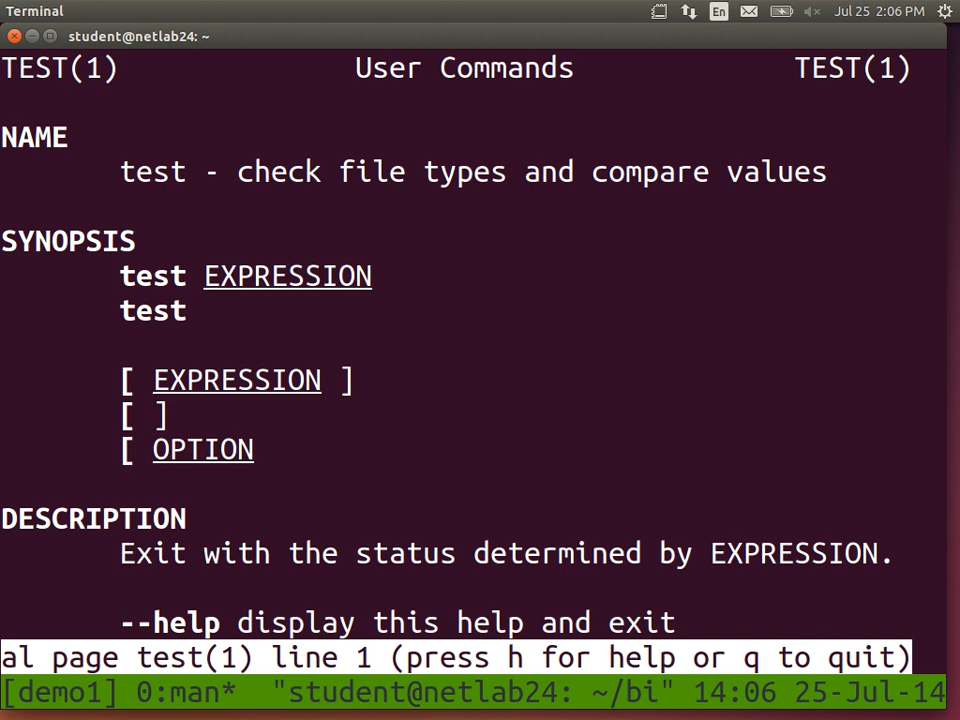 Terminal
En
Jul 25 2:06 PM
student@netlab24: ~
TEST(1) User Commands TEST(1)
NAME
test - check file types and compare values
SYNOPSIS
test EXPRESSION
test
[ EXPRESSION ]
[ ]
[ OPTION
DESCRIPTION
Exit with the status determined by EXPRESSION.
--help display this help and exit
al page test(1) line 1 (press h for help or q to quit)
[demo1] 0:man* "student@netlab24: ~/bi" 14:06 25-Jul-14